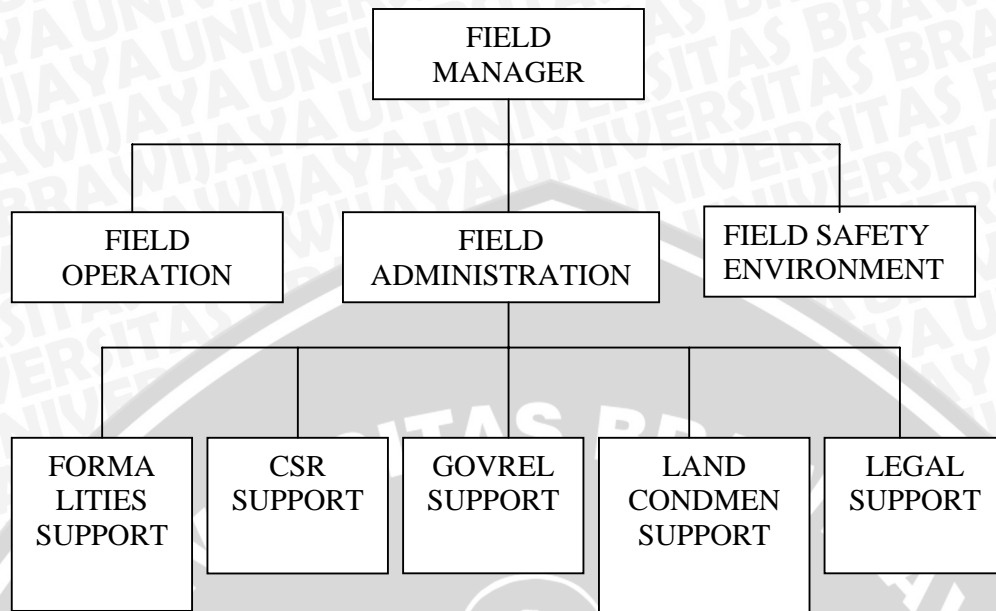 FIELD
MANAGER
FIELD
OPERATION
FIELD
ADMINISTRATION
FIELD SAFETY
ENVIRONMENT
FORMA
LITIES
SUPPORT
CSR
SUPPORT
GOVREL
SUPPORT
LAND
CONDMEN
SUPPORT
LEGAL
SUPPORT